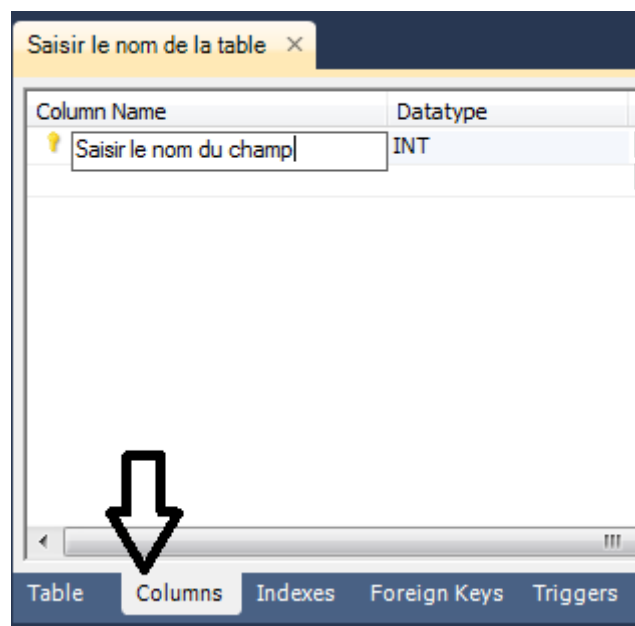 Saisir le nom de la table ×
Column Name Datatype
Saisir le nom du champ INT
Table Columns Indexes Foreign Keys Triggers